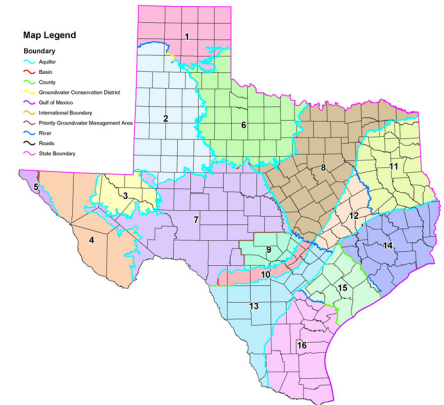 Map Legend
Boundary
Aquifer
Basin
County
Groundwater Conservation District
Gulf of Mexico
International Boundary
Priority Groundwater Management Area
River
Roads
State Boundary
1
2
6
3
5
4
7
8
11
12
9
10
14
13
15
16